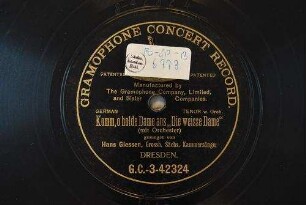 GRAMOPHONE CONCERT RECORD.
PATENTED PATENTED
Manufactured by
The Gramophone Company, Limited,
and Sister Companies.
GERMAN TENOR w. Orch.
Komm, o holde Dame aus „Die weisse Dame"
(mit Orchester)
gesungen von
Hans Giessen, Grossh. Sächs. Kammersänger
DRESDEN.
G.C.-3-42324